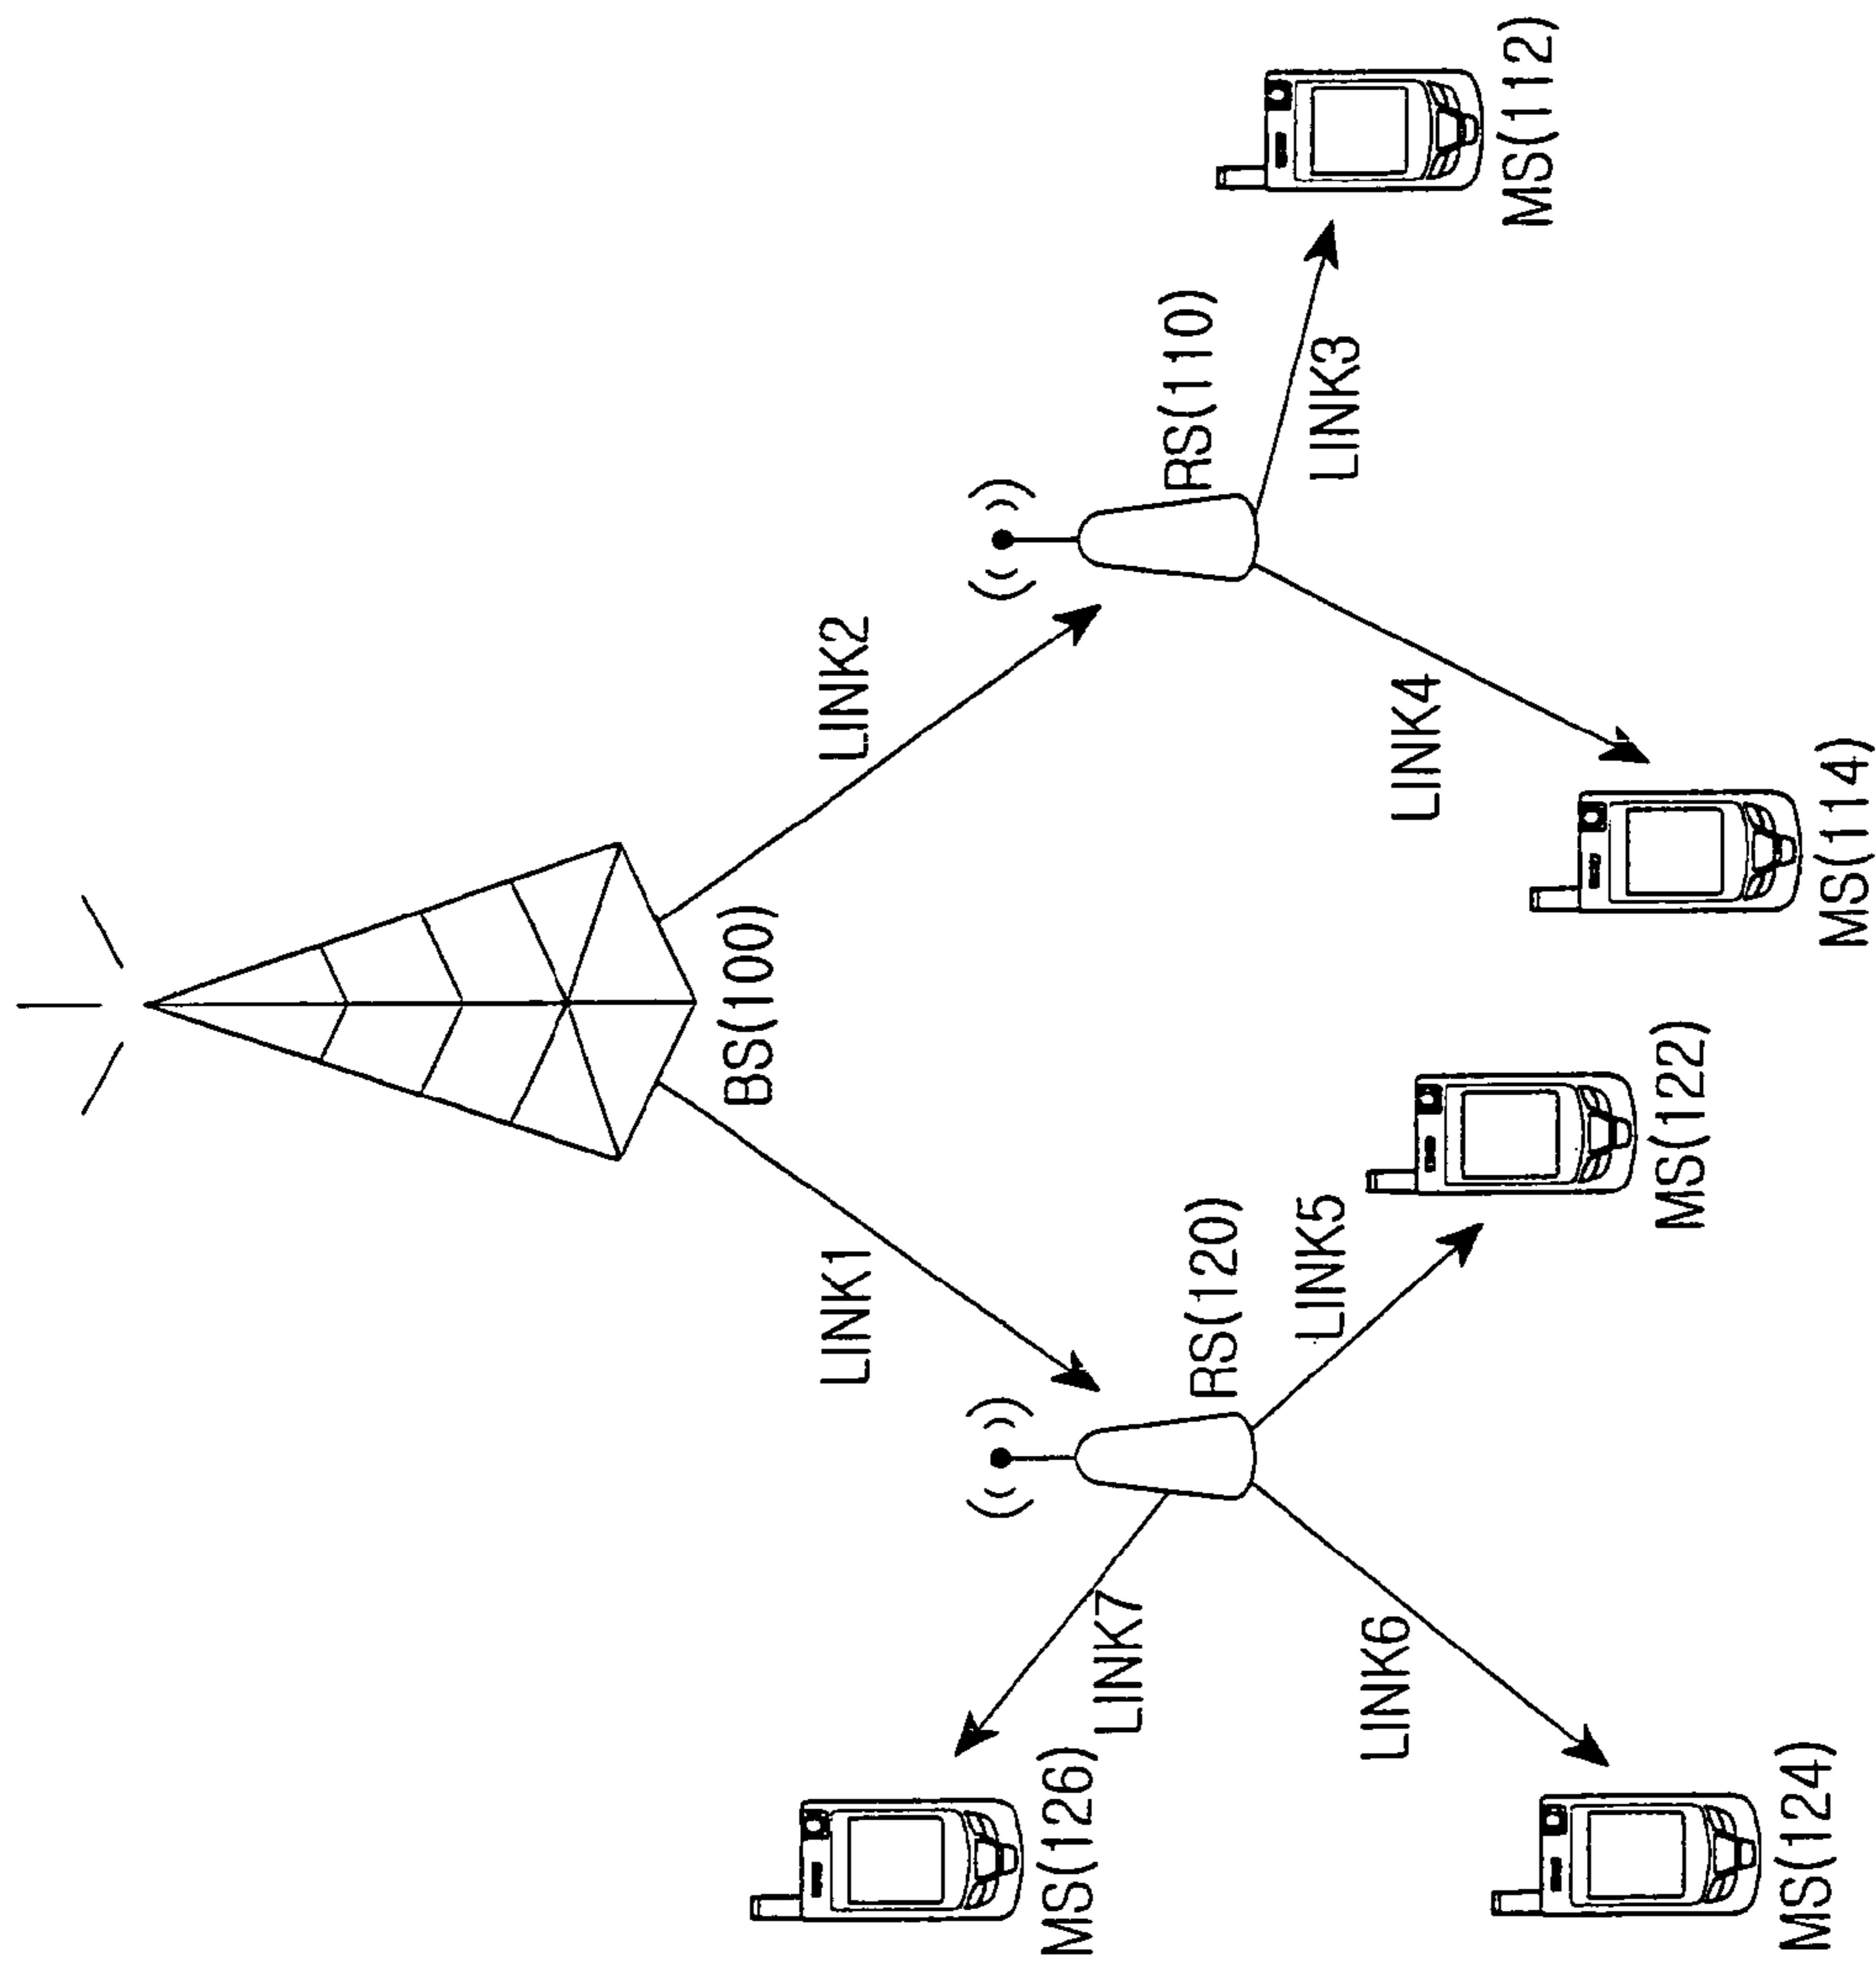 BS(100)
LINK1
LINK2
MS(126)
LINK7
RS(120)
RS(110)
LINK5
LINK3
LINK6
LINK4
MS(112)
MS(122)
MS(124)
MS(114)